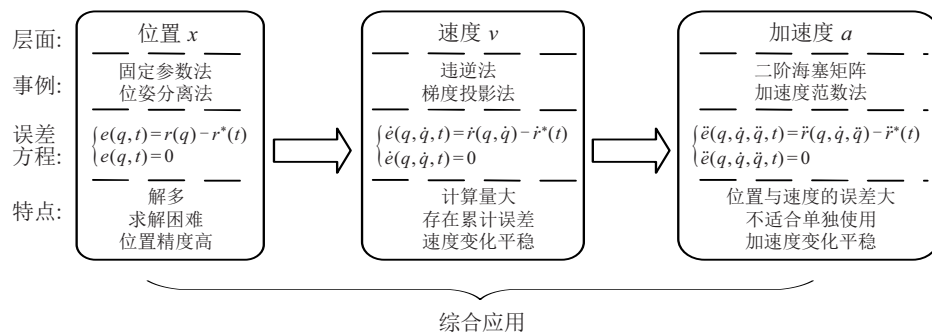 层面:
位置 x
速度 v
加速度 a
事例:
固定参数法
位姿分离法
违逆法
梯度投影法
二阶海塞矩阵
加速度范数法
误差
方程:
e(q,t)=r(q)−r*(t)
e(q,t)=0
ė(q,q̇,t)=ṙ(q,q̇)−ṙ*(t)
ė(q,q̇,t)=0
ë(q,q̇,q̈,t)=r̈(q,q̇,q̈)−r̈*(t)
ë(q,q̇,q̈,t)=0
特点:
解多
求解困难
位置精度高
计算量大
存在累计误差
速度变化平稳
位置与速度的误差大
不适合单独使用
加速度变化平稳
综合应用